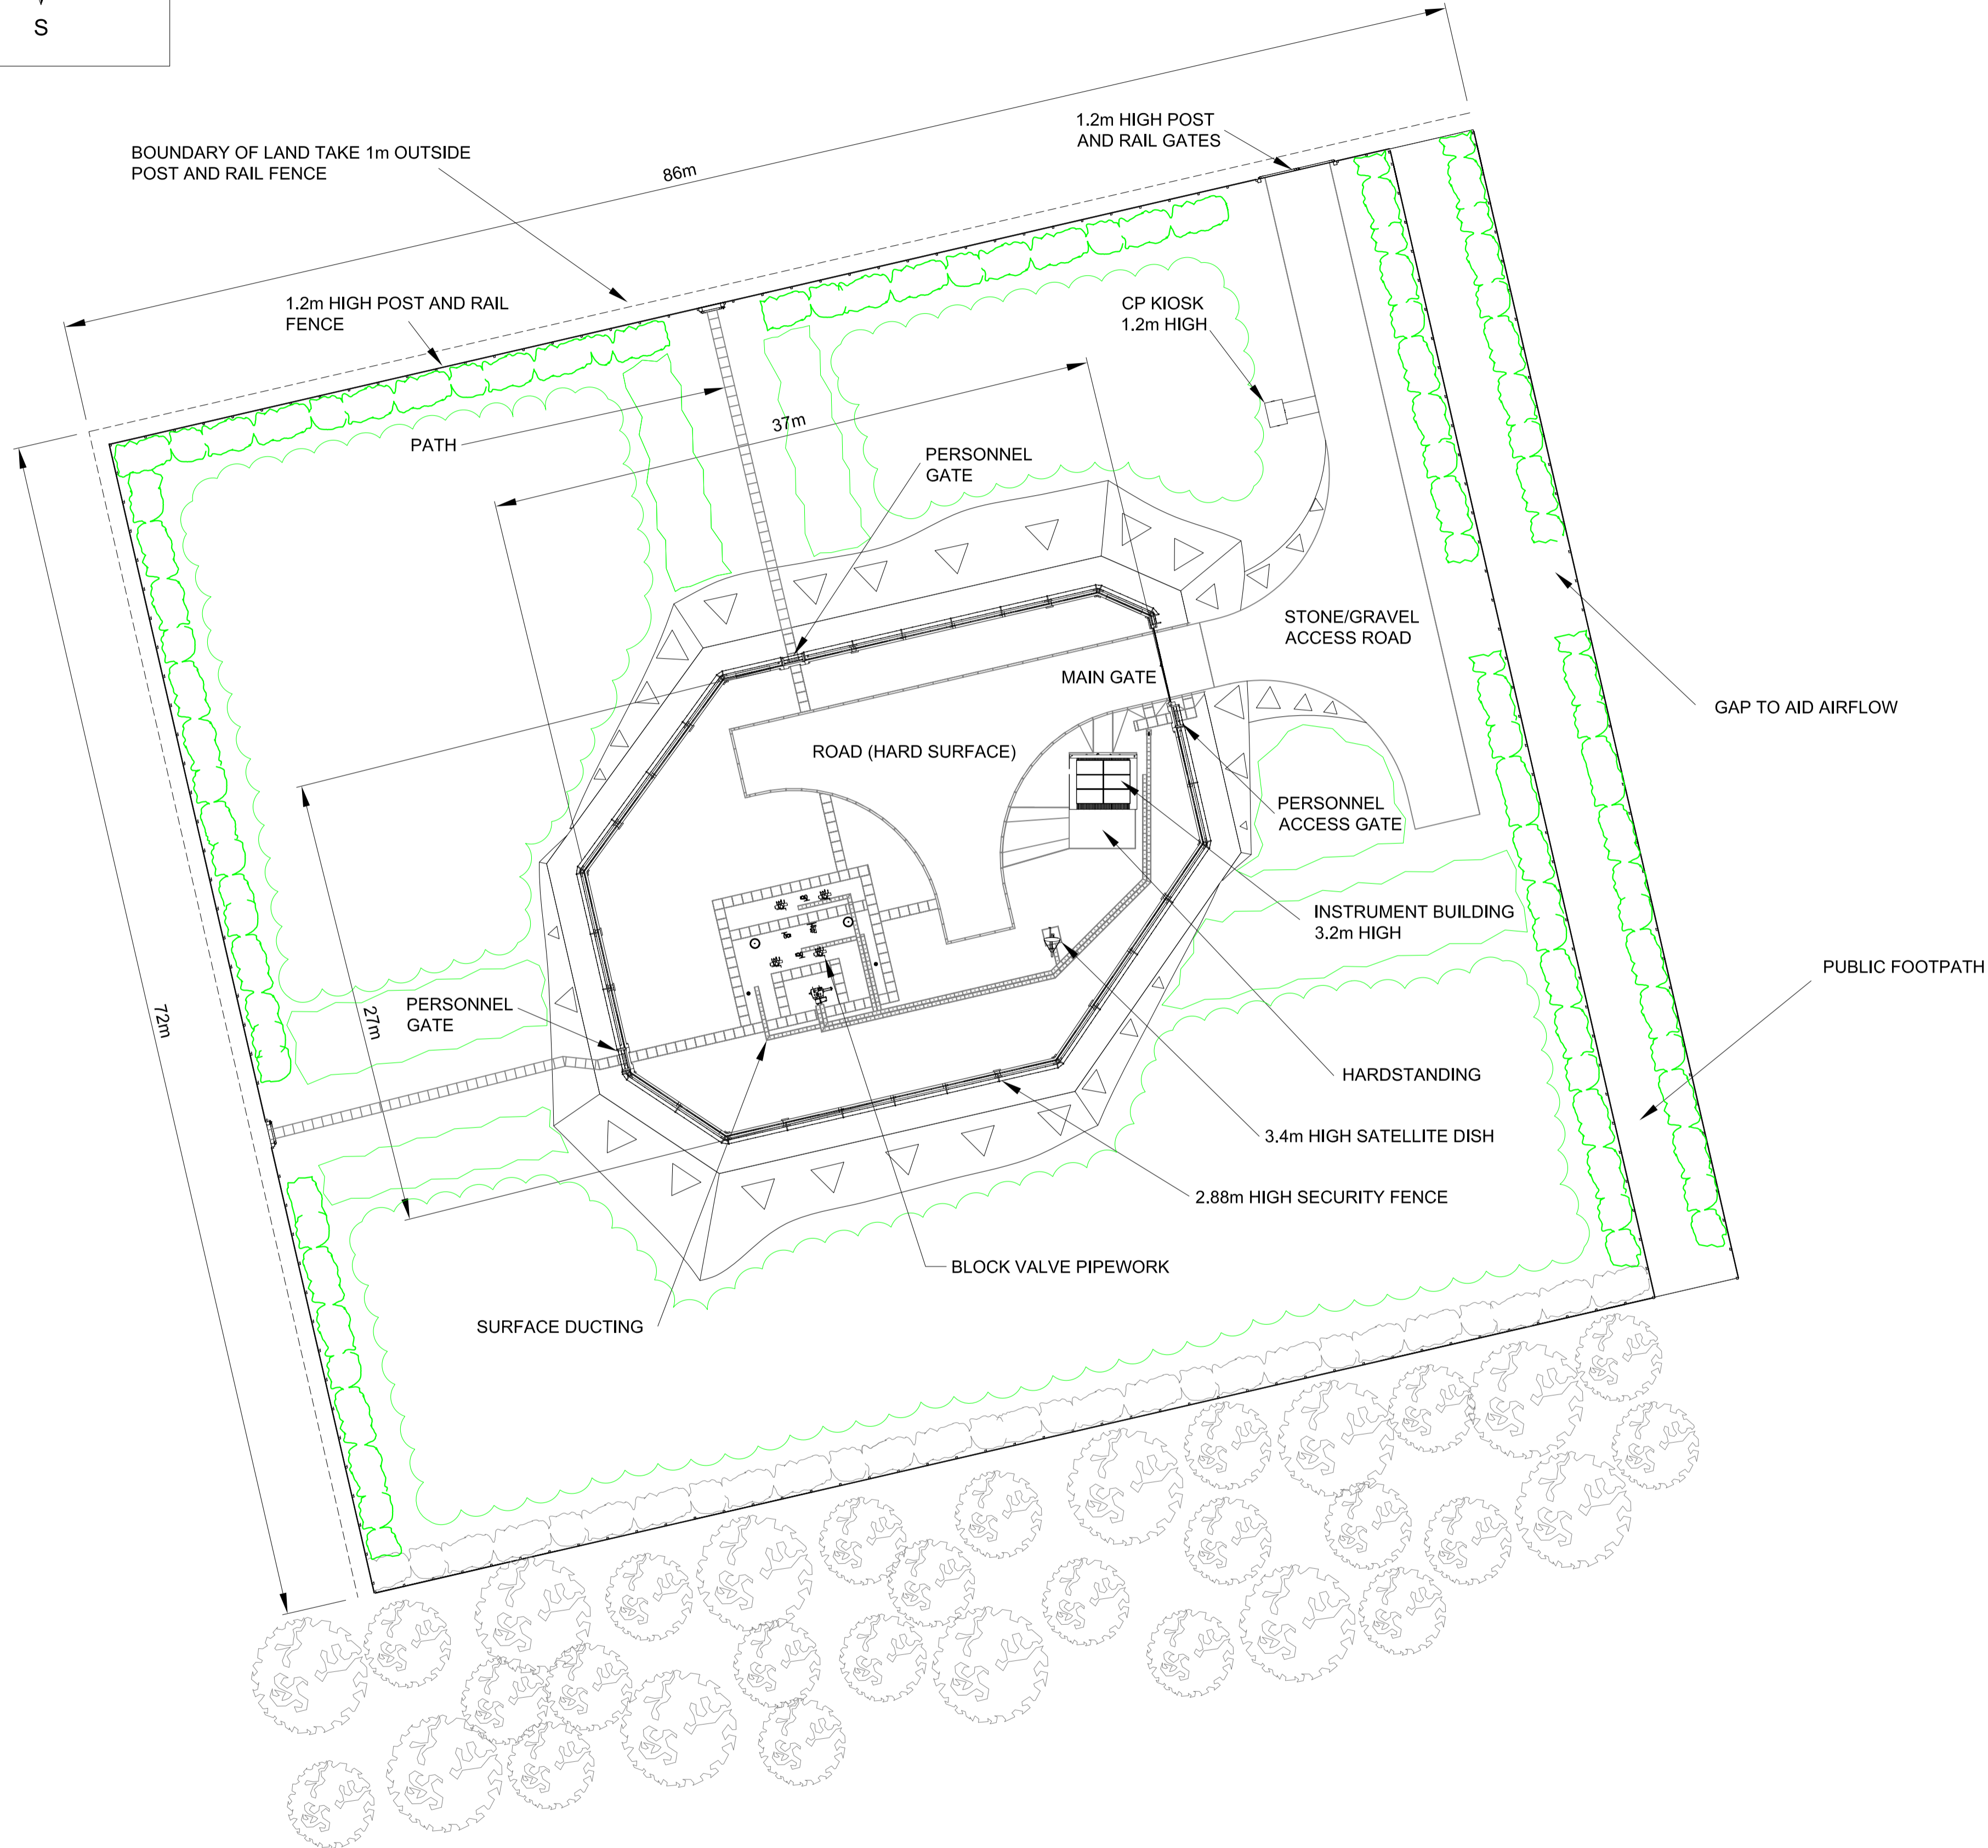 S
86m
1.2m HIGH POST
AND RAIL GATES
BOUNDARY OF LAND TAKE 1m OUTSIDE
POST AND RAIL FENCE
1.2m HIGH POST AND RAIL
FENCE
CP KIOSK
1.2m HIGH
37m
PATH
PERSONNEL
GATE
STONE/GRAVEL
ACCESS ROAD
MAIN GATE
GAP TO AID AIRFLOW
ROAD (HARD SURFACE)
PERSONNEL
ACCESS GATE
INSTRUMENT BUILDING
3.2m HIGH
PUBLIC FOOTPATH
PERSONNEL
GATE
27m
72m
HARDSTANDING
3.4m HIGH SATELLITE DISH
2.88m HIGH SECURITY FENCE
BLOCK VALVE PIPEWORK
SURFACE DUCTING